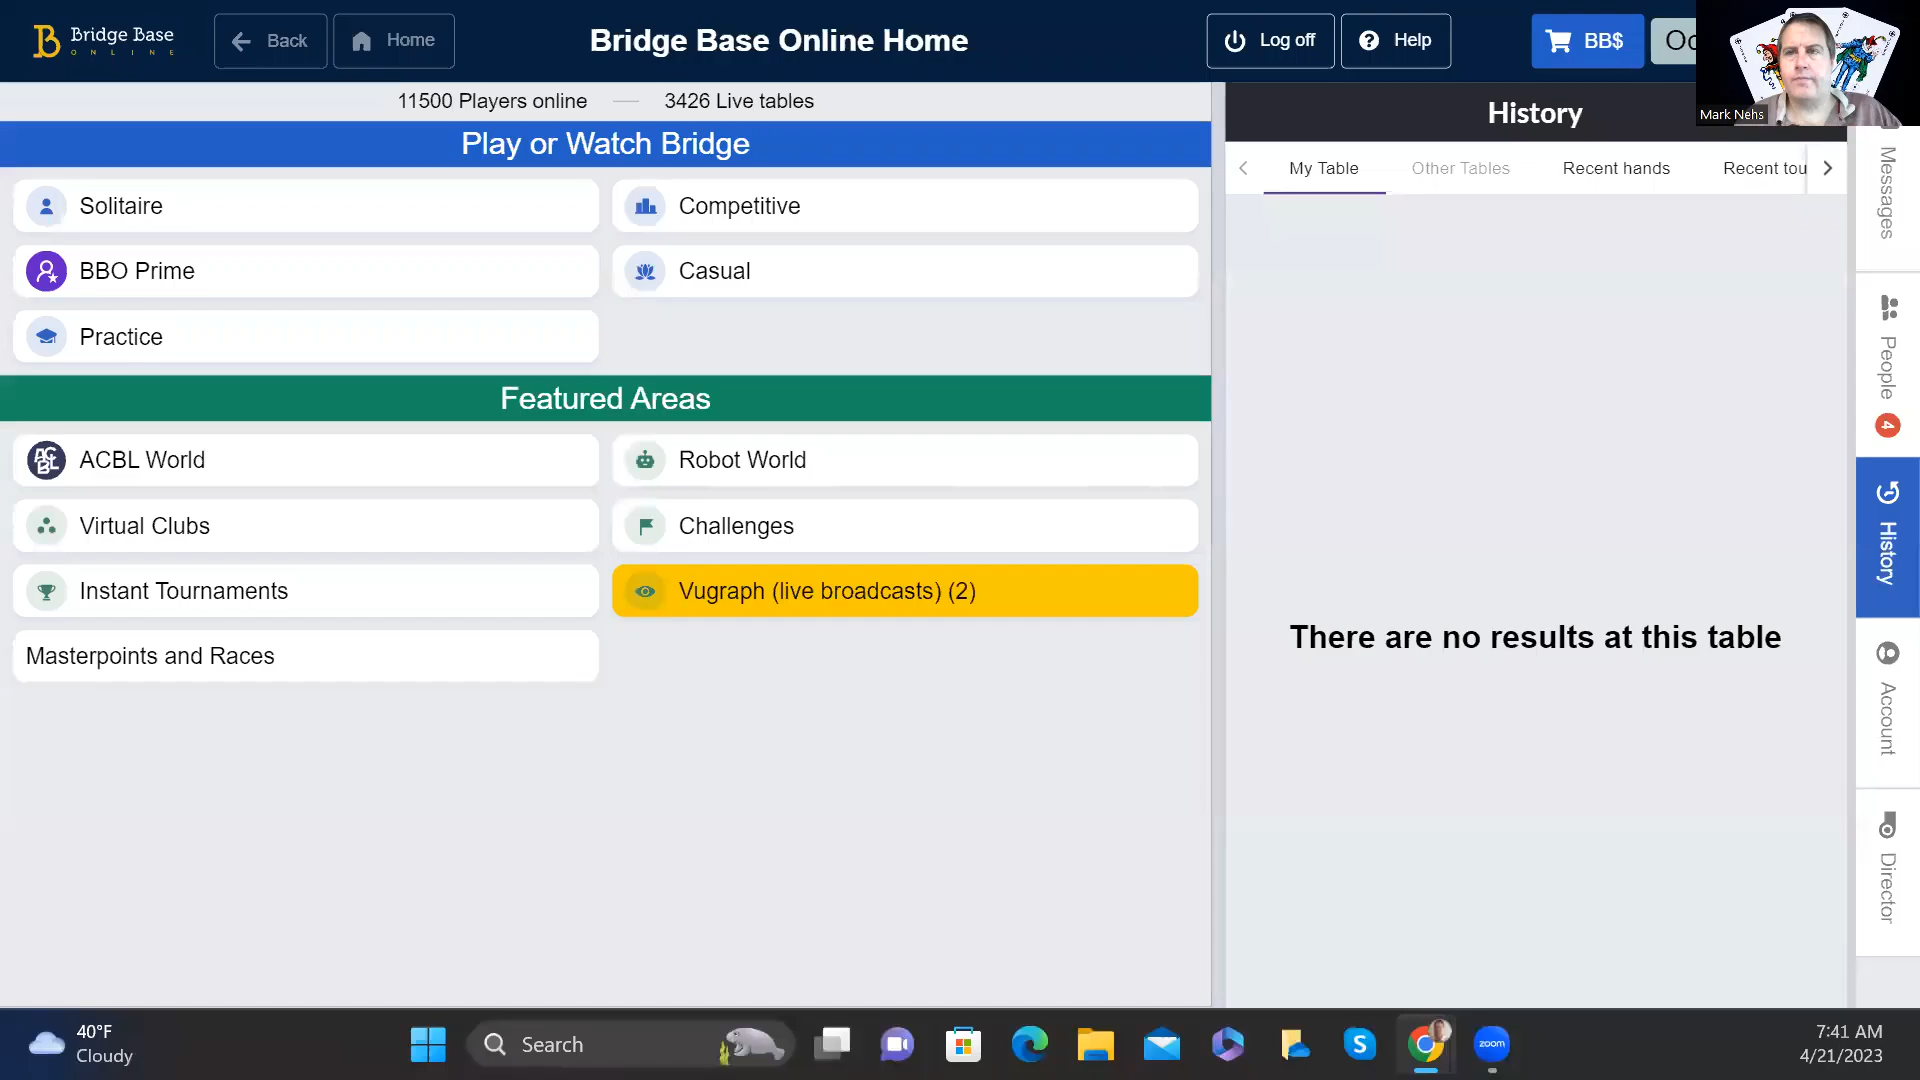 Bridge Base
ONLINE
Back
Home
Bridge Base Online Home
Log off
Help
BB$
Mark Nehs
11500 Players online
3426 Live tables
Play or Watch Bridge
Solitaire
Competitive
BBO Prime
Casual
Practice
Featured Areas
ACBL World
Robot World
Virtual Clubs
Challenges
Instant Tournaments
Vugraph (live broadcasts) (2)
Masterpoints and Races
History
My Table
Other Tables
Recent hands
Recent tou
There are no results at this table
Messages
People
4
History
Account
Director
40°F
Cloudy
Search
zoom
7:41 AM
4/21/2023